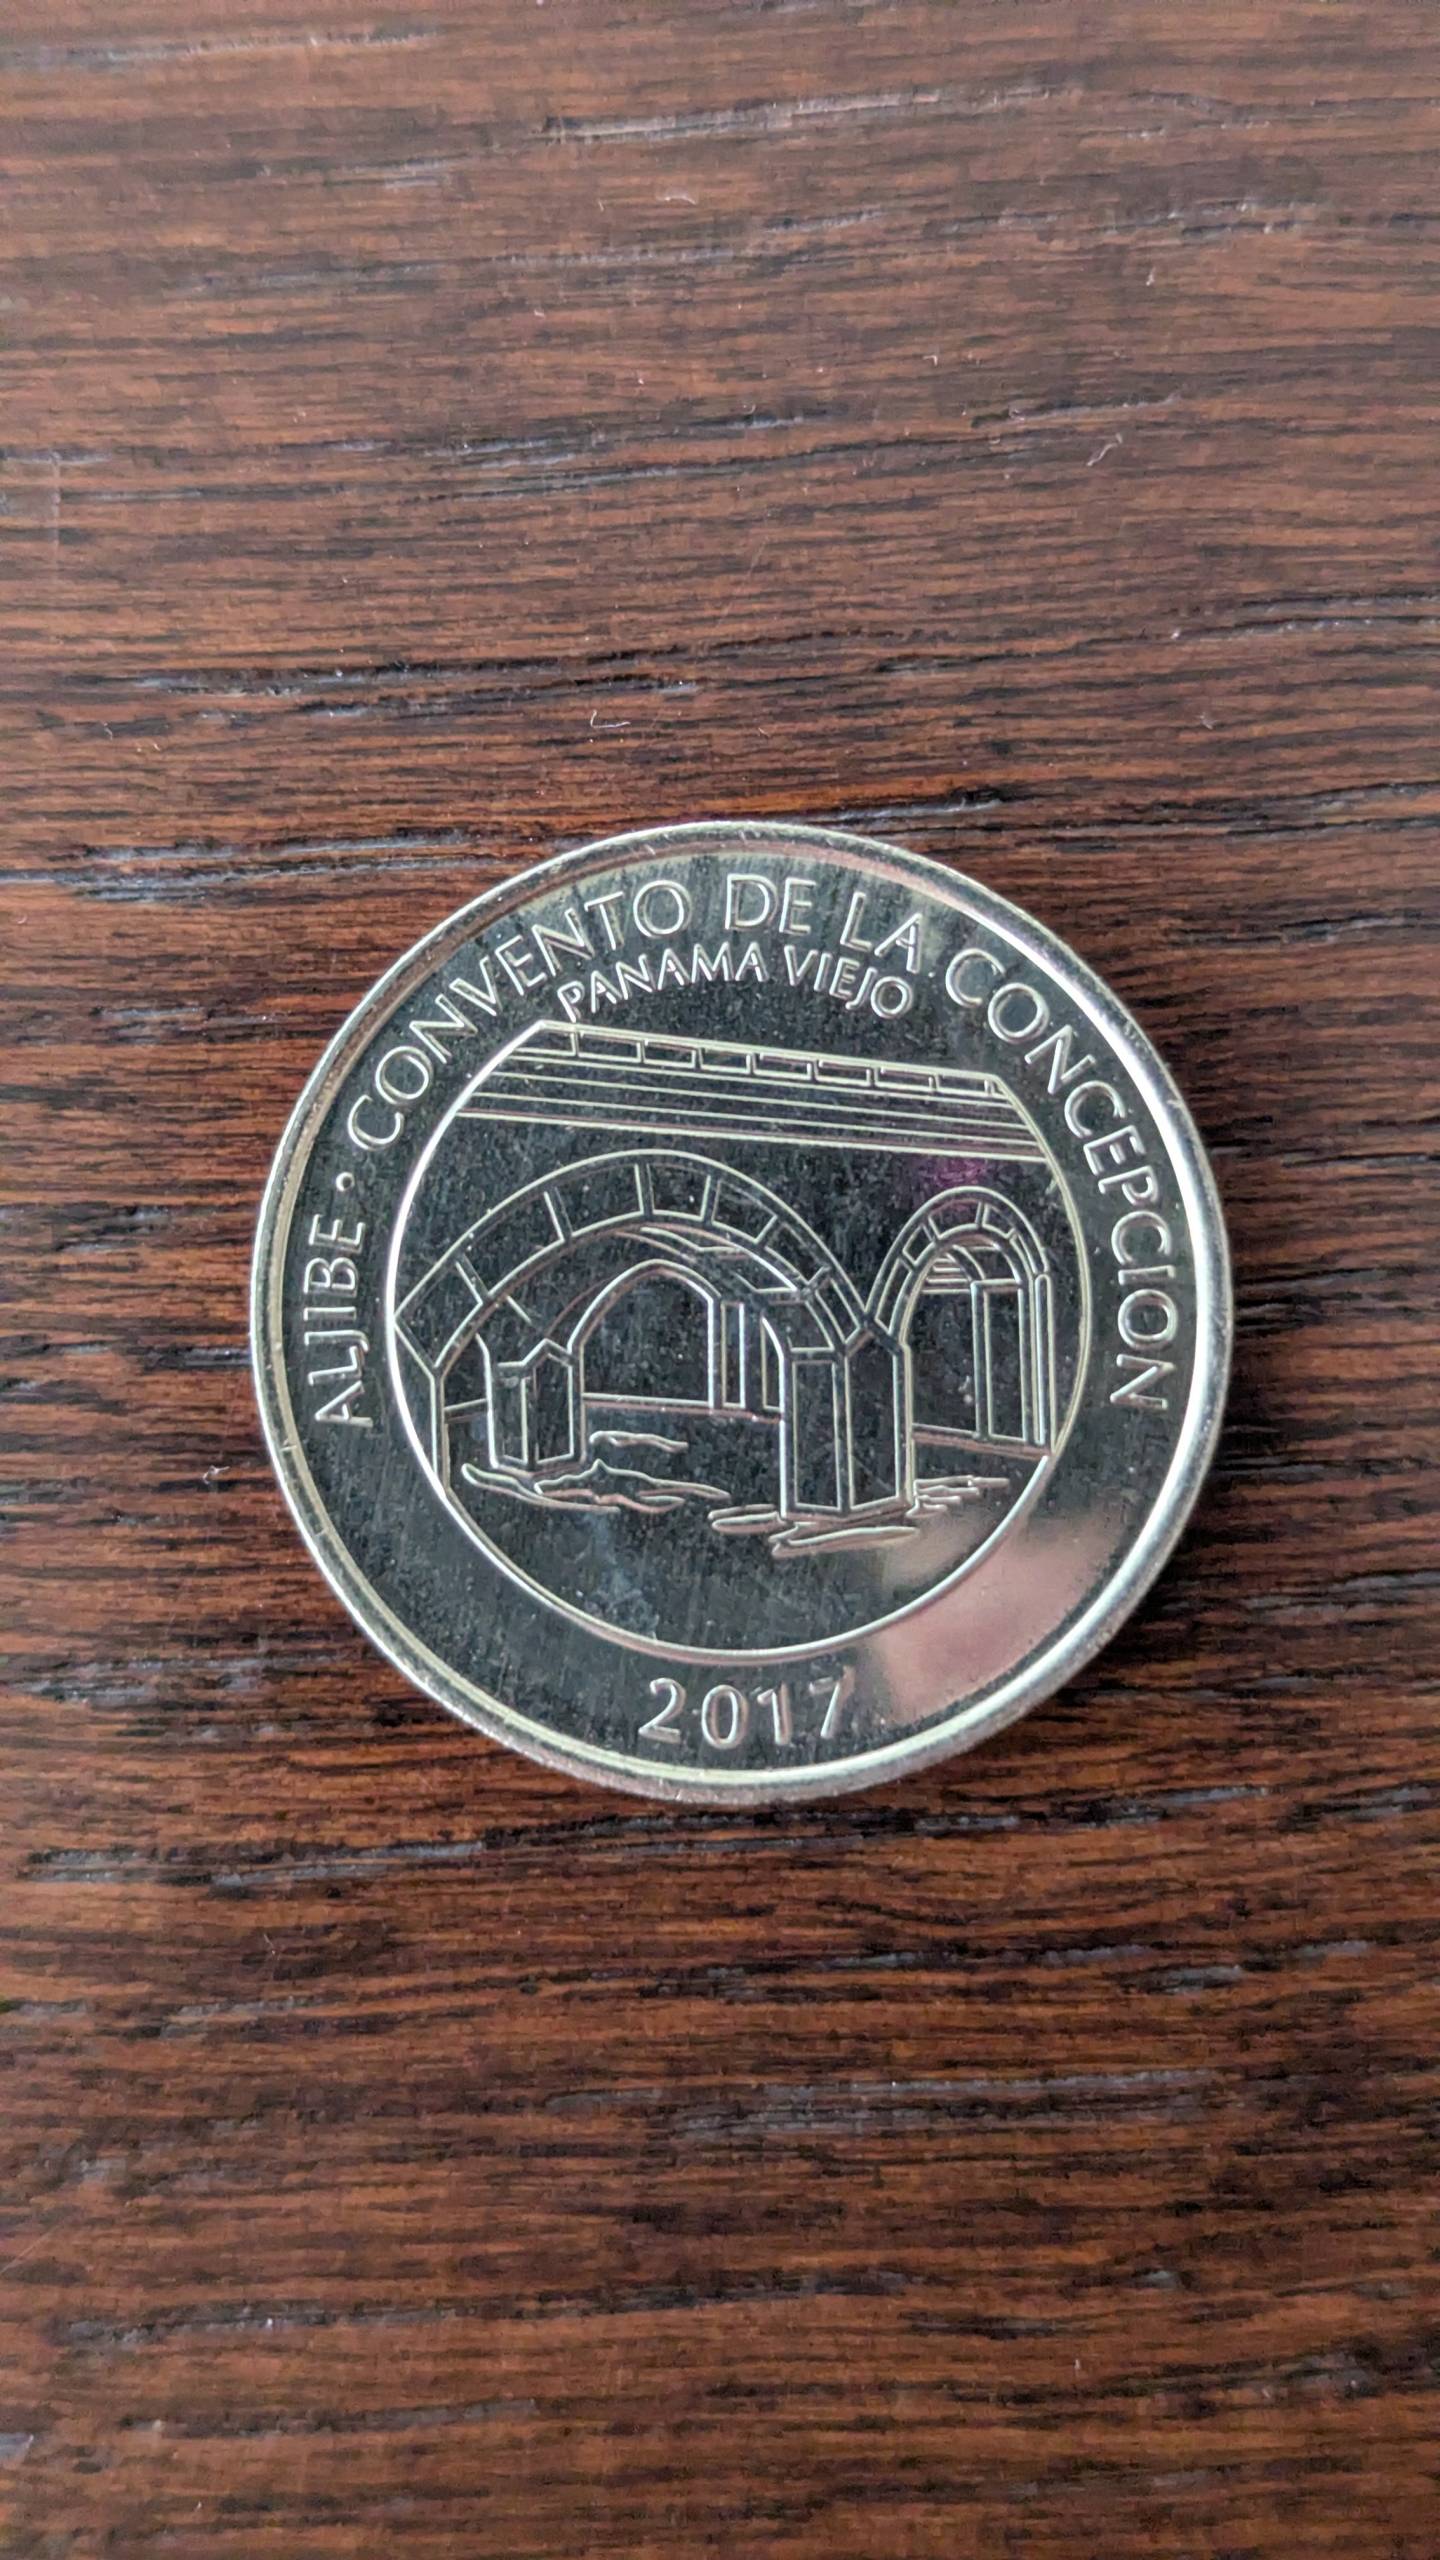 ALJIBE · CONVENTO DE LA CONCEPCION
PANAMA VIEJO
2017